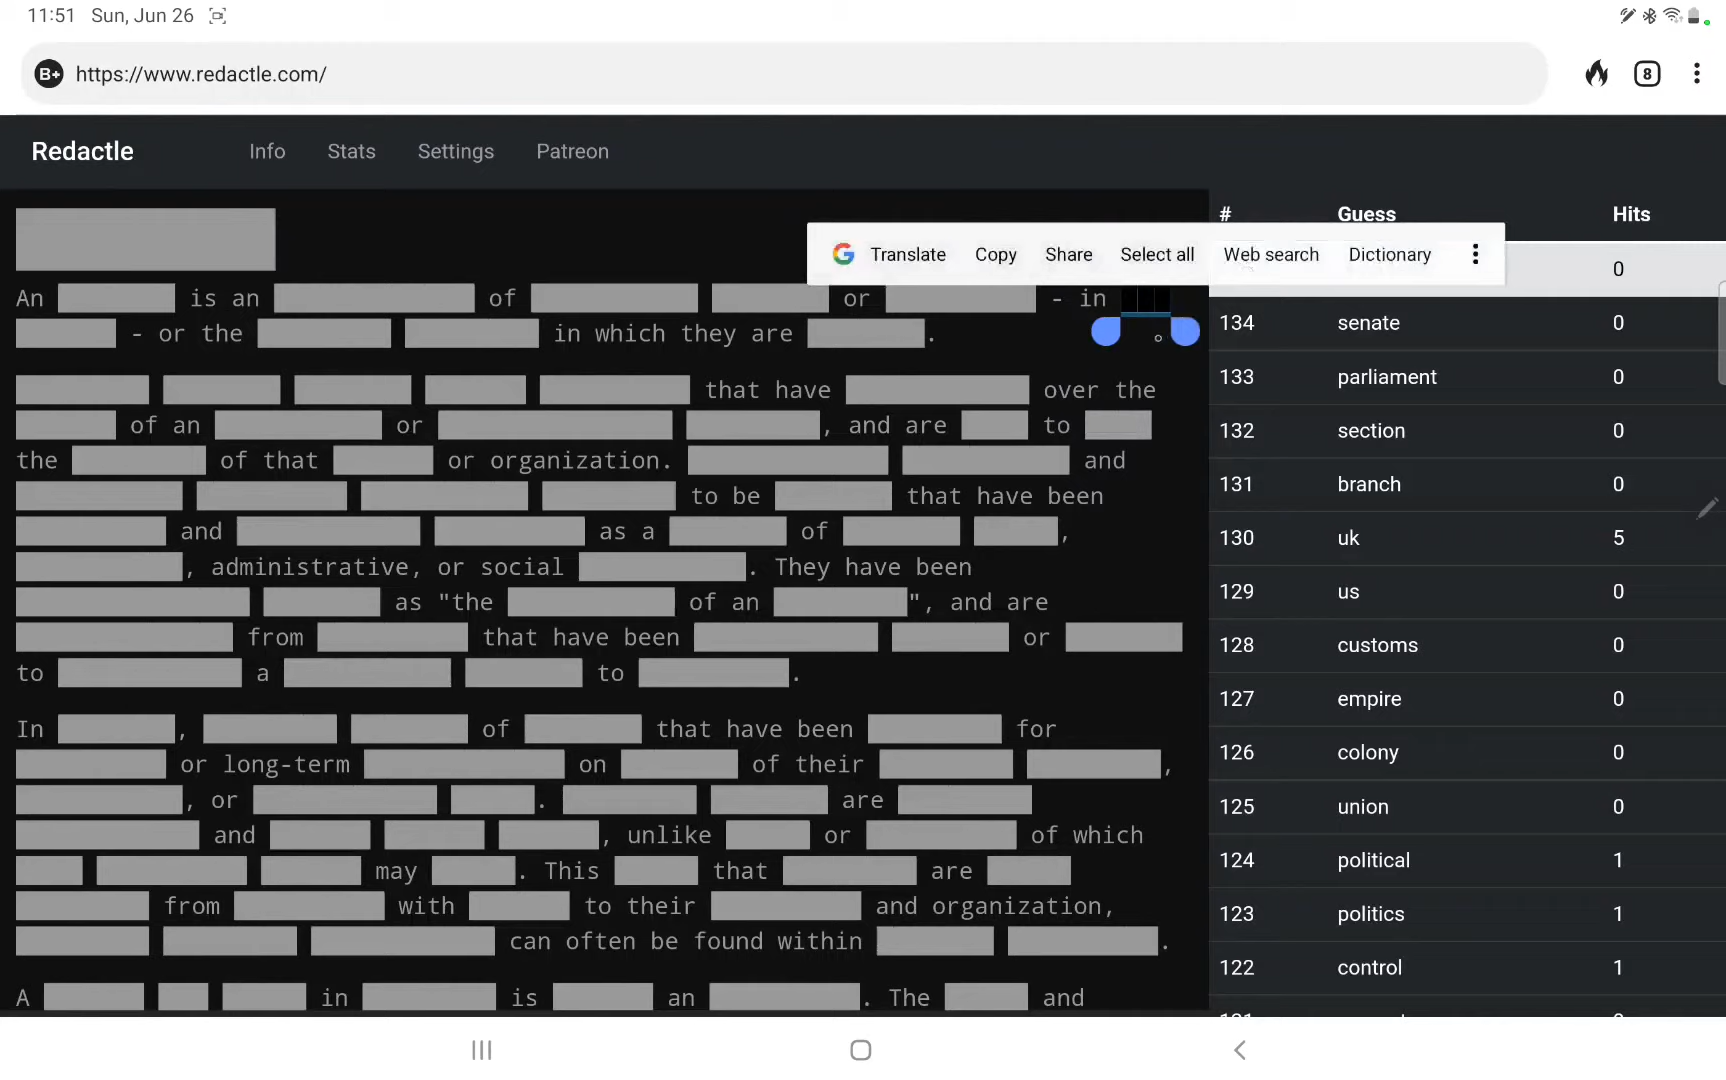 11:51 Sun, Jun 26
B+ https://www.redactle.com/ 8
Redactle Info Stats Settings Patreon
# Guess Hits
Translate Copy Share Select all Web search Dictionary
0
An is an of or - in
- or the in which they are .
that have over the
of an or , and are to
the of that or organization. and
to be that have been
and as a of ,
, administrative, or social . They have been
as "the of an ", and are
from that have been or
to a to .
In , of that have been for
or long-term on of their ,
, or . are
and , unlike or of which
may . This that are
from with to their and organization,
can often be found within .
A in is an . The and
134 senate 0
133 parliament 0
132 section 0
131 branch 0
130 uk 5
129 us 0
128 customs 0
127 empire 0
126 colony 0
125 union 0
124 political 1
123 politics 1
122 control 1